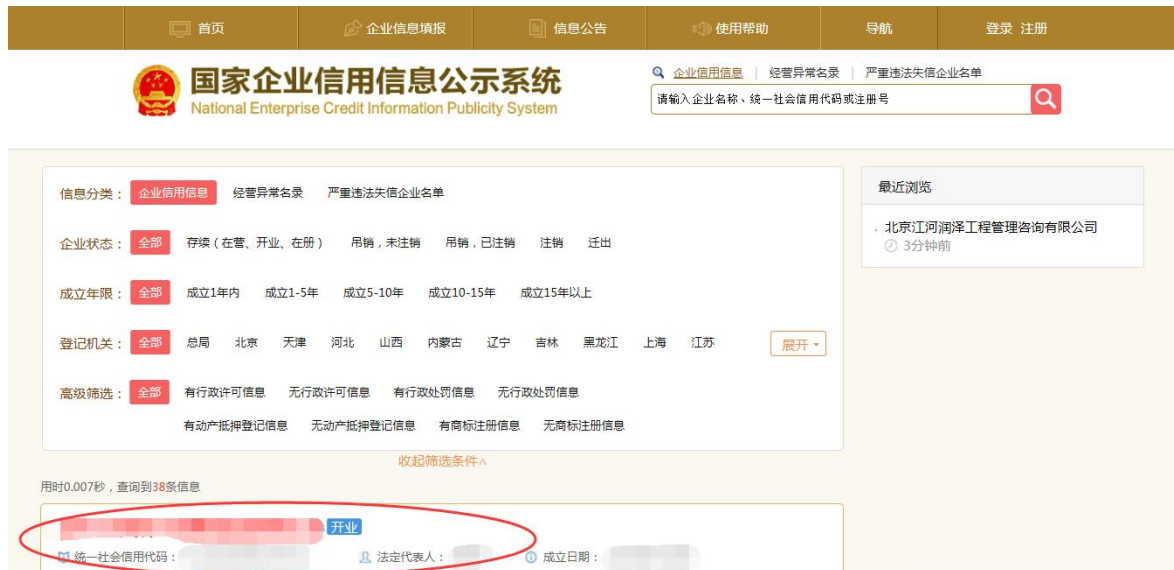 首页 企业信息填报 信息公告 使用帮助 导航 登录 注册
国家企业信用信息公示系统
National Enterprise Credit Information Publicity System
企业信用信息 | 经营异常名录 | 严重违法失信企业名单
请输入企业名称、统一社会信用代码或注册号
信息分类： 企业信用信息 经营异常名录 严重违法失信企业名单
企业状态： 全部 存续（在营、开业、在册） 吊销，未注销 吊销，已注销 注销 迁出
成立年限： 全部 成立1年内 成立1-5年 成立5-10年 成立10-15年 成立15年以上
登记机关： 全部 总局 北京 天津 河北 山西 内蒙古 辽宁 吉林 黑龙江 上海 江苏 展开
高级筛选： 全部 有行政许可信息 无行政许可信息 有行政处罚信息 无行政处罚信息
有动产抵押登记信息 无动产抵押登记信息 有商标注册信息 无商标注册信息
收起筛选条件
最近浏览
北京江河润泽工程管理咨询有限公司
3分钟前
用时0.007秒，查询到38条信息
开业
统一社会信用代码： 法定代表人： 成立日期：